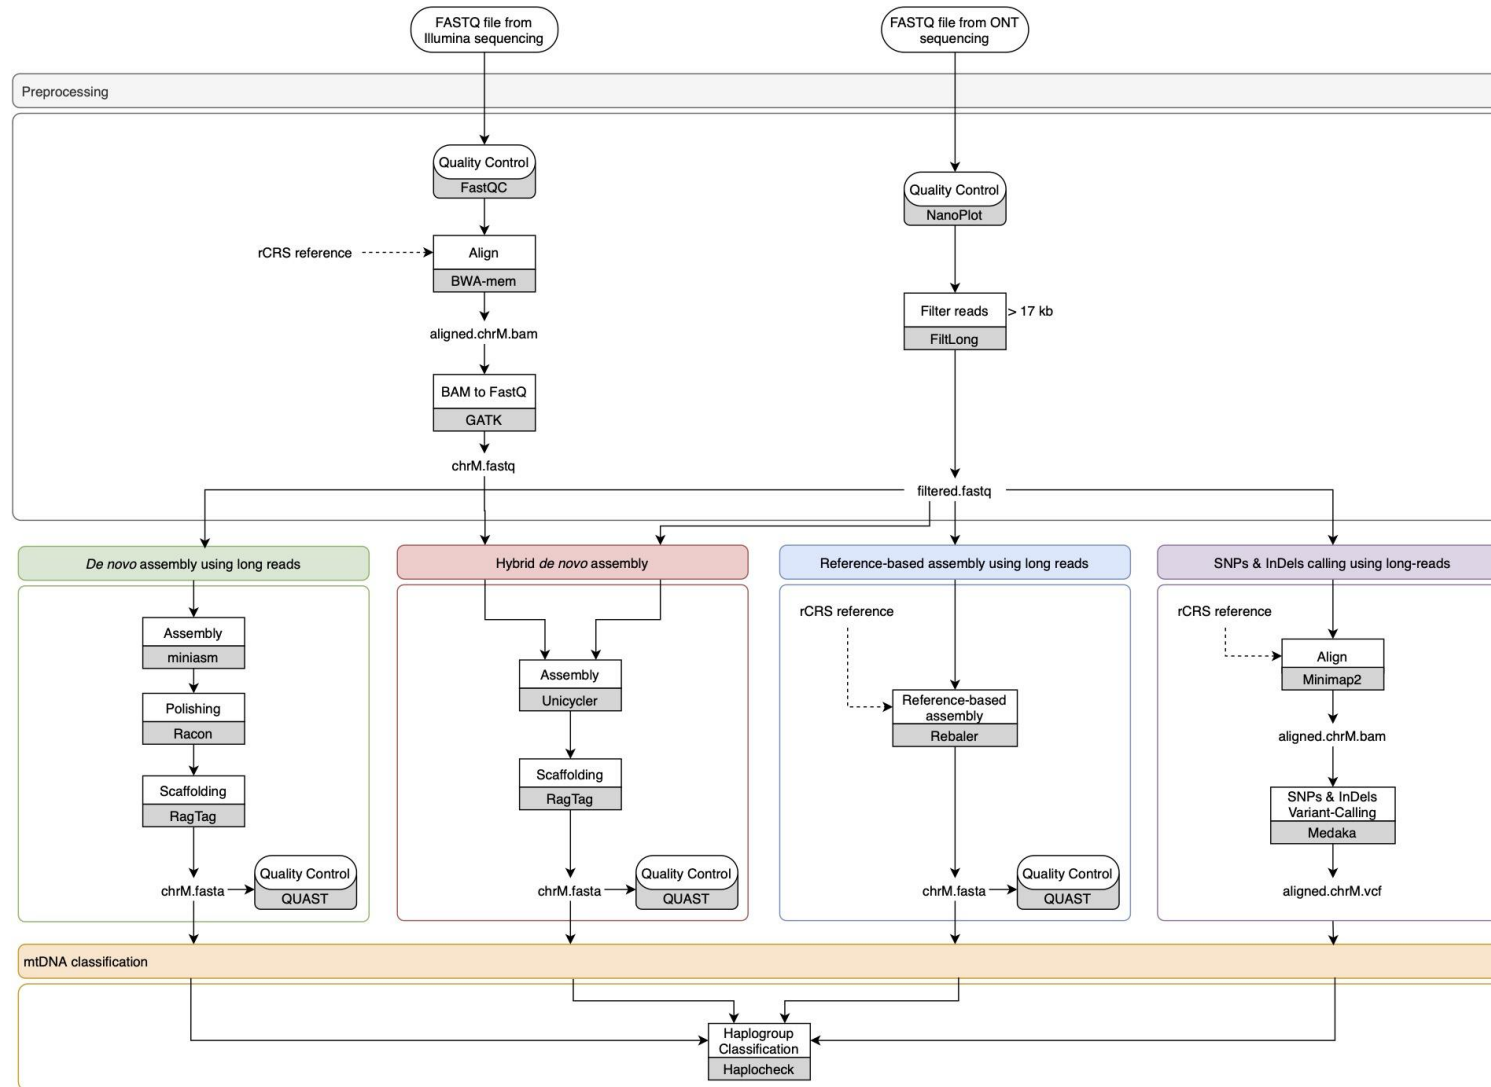 FASTQ file from
Illumina sequencing
FASTQ file from ONT
sequencing
Preprocessing
Quality Control
FastQC
Quality Control
NanoPlot
rCRS reference
Align
BWA-mem
Filter reads
> 17 kb
FiltLong
aligned.chrM.bam
BAM to FastQ
GATK
chrM.fastq
filtered.fastq
De novo assembly using long reads
Hybrid de novo assembly
Reference-based assembly using long reads
SNPs & InDels calling using long-reads
Assembly
miniasm
Polishing
Racon
Scaffolding
RagTag
chrM.fasta
Quality Control
QUAST
Assembly
Unicycler
Scaffolding
RagTag
chrM.fasta
Quality Control
QUAST
rCRS reference
Reference-based
assembly
Rebaler
chrM.fasta
Quality Control
QUAST
rCRS reference
Align
Minimap2
aligned.chrM.bam
SNPs & InDels
Variant-Calling
Medaka
aligned.chrM.vcf
mtDNA classification
Haplogroup
Classification
Haplocheck